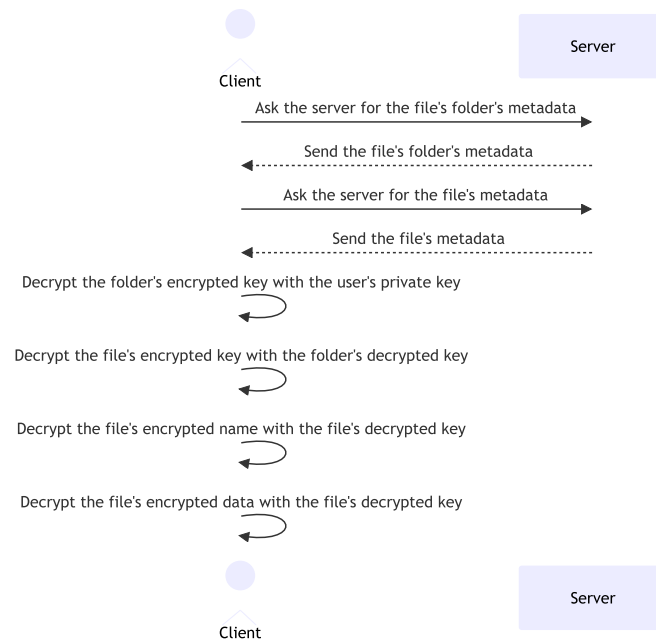 Server
Client
Ask the server for the file's folder's metadata
Send the file's folder's metadata
Ask the server for the file's metadata
Send the file's metadata
Decrypt the folder's encrypted key with the user's private key
Decrypt the file's encrypted key with the folder's decrypted key
Decrypt the file's encrypted name with the file's decrypted key
Decrypt the file's encrypted data with the file's decrypted key
Server
Client